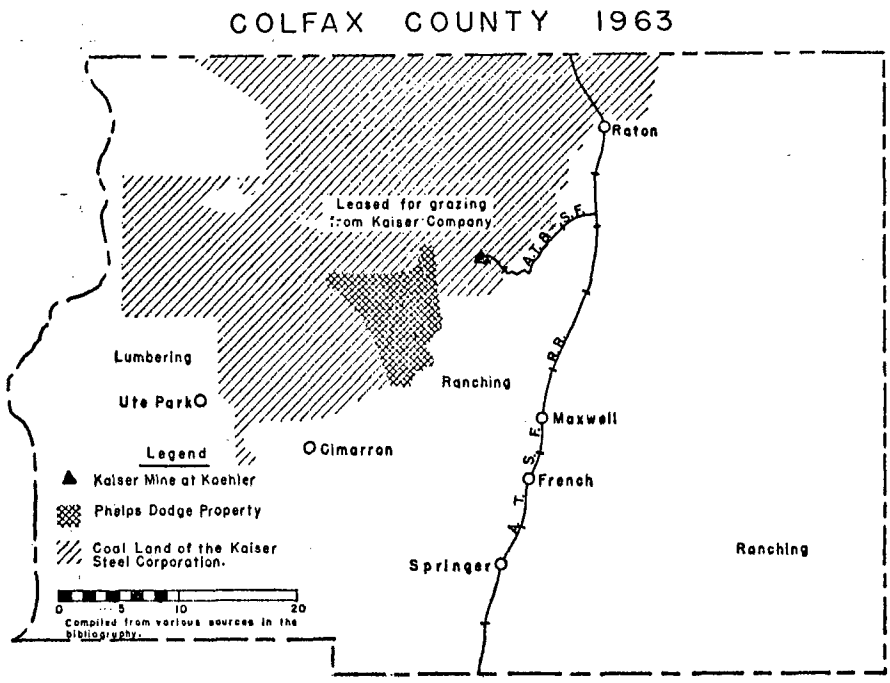 COLFAX COUNTY 1963
Raton
Leased for grazing
from Kaiser Company
A.T. & S.F.
Lumbering
R.R.
Ranching
Ute Park
Maxwell
Cimarron
S. F.
French
A. T.
Legend
Kaiser Mine at Koehler
Phelps Dodge Property
Coal Land of the Kaiser
Steel Corporation.
Springer
Ranching
0 5 10 20
Compiled from various sources in the
bibliography.